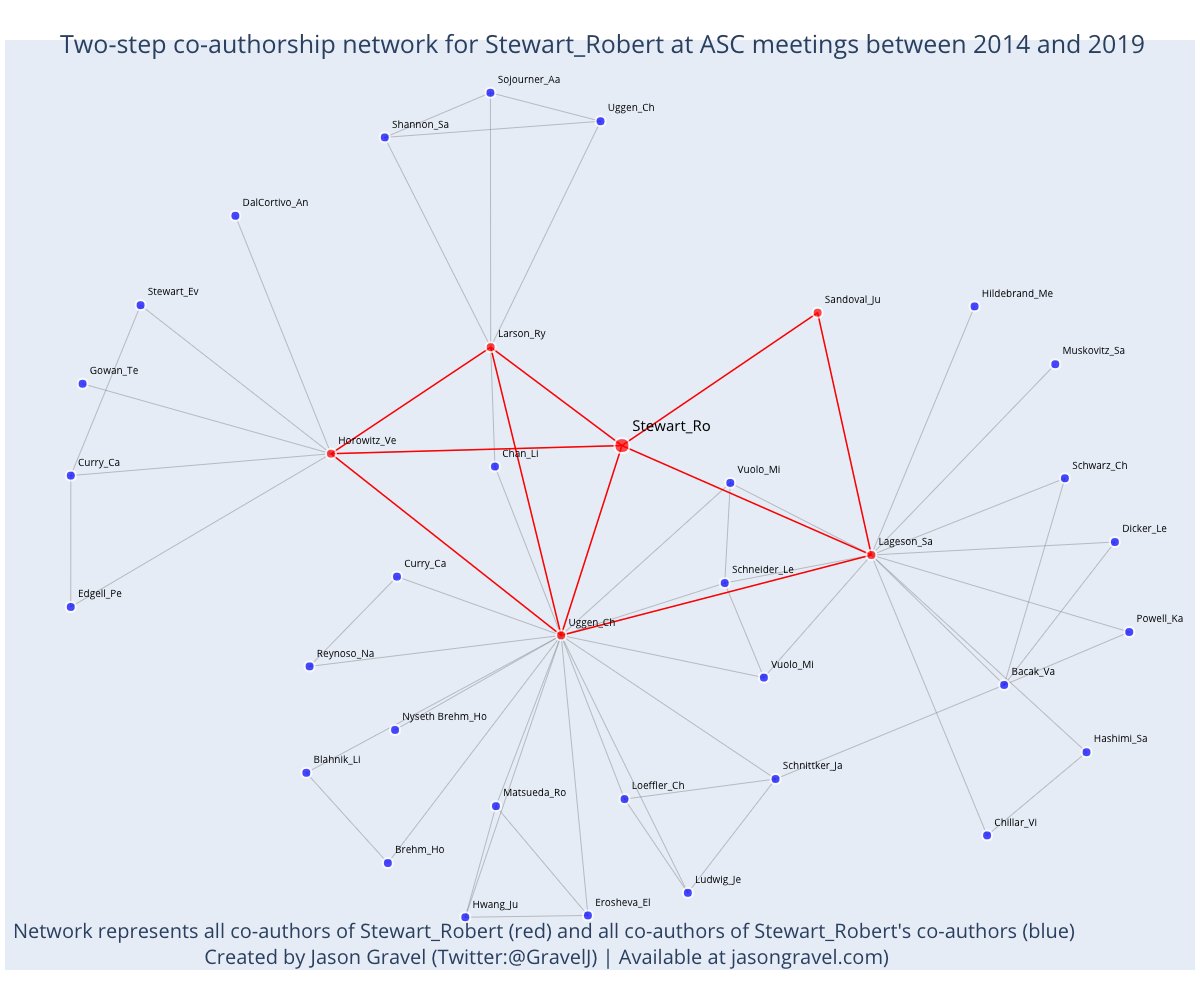 Two-step co-authorship network for Stewart_Robert at ASC meetings between 2014 and 2019
Sojourner_Aa
Uggen_Ch
Shannon_Sa
DalCortivo_An
Stewart_Ev
Hildebrand_Me
Sandoval_Ju
Larson_Ry
Muskovitz_Sa
Gowan_Te
Stewart_Ro
Horowitz_Ve
Chan_Li
Curry_Ca
Schwarz_Ch
Vuolo_Mi
Dicker_Le
Lageson_Sa
Curry_Ca
Schneider_Le
Edgell_Pe
Powell_Ka
Uggen_Ch
Reynoso_Na
Vuolo_Mi
Bacak_Va
Nyseth Brehm_Ho
Hashimi_Sa
Blahnik_Li
Schnittker_Ja
Loeffler_Ch
Matsueda_Ro
Chillar_Vi
Brehm_Ho
Ludwig_Je
Hwang_Ju
Erosheva_El
Network represents all co-authors of Stewart_Robert (red) and all co-authors of Stewart_Robert's co-authors (blue)
Created by Jason Gravel (Twitter:@GravelJ) | Available at jasongravel.com)